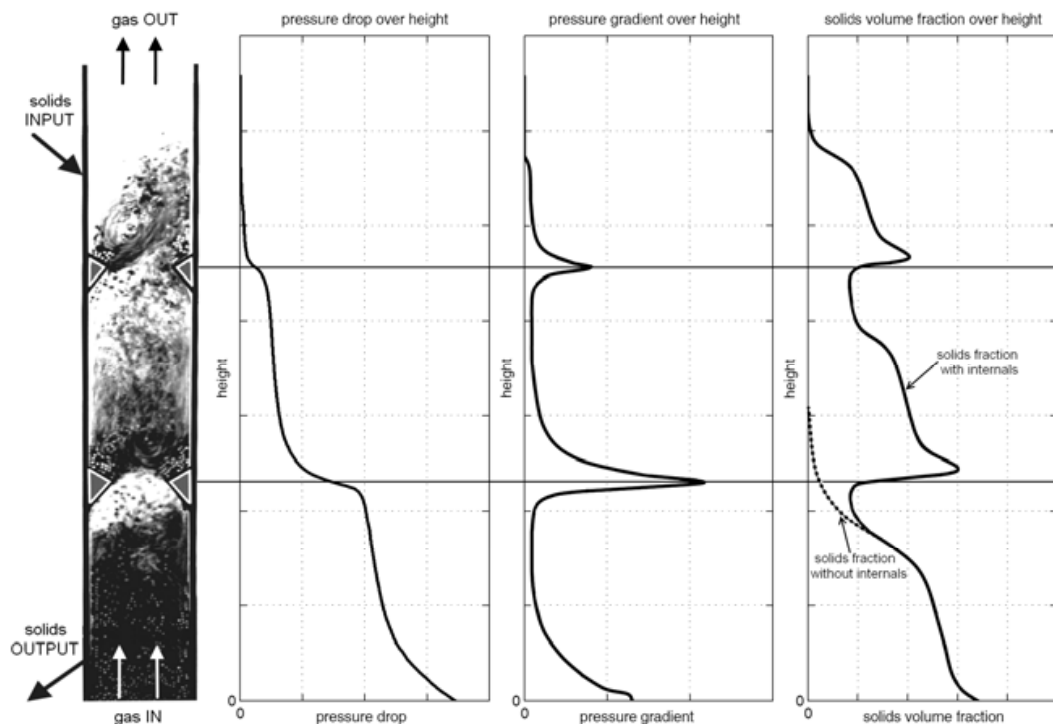 gas OUT
solids
INPUT
solids
OUTPUT
gas IN
pressure drop over height
height
0
0
pressure drop
pressure gradient over height
height
0
0
pressure gradient
solids volume fraction over height
height
solids fraction
with internals
solids fraction
without internals
0
0
solids volume fraction